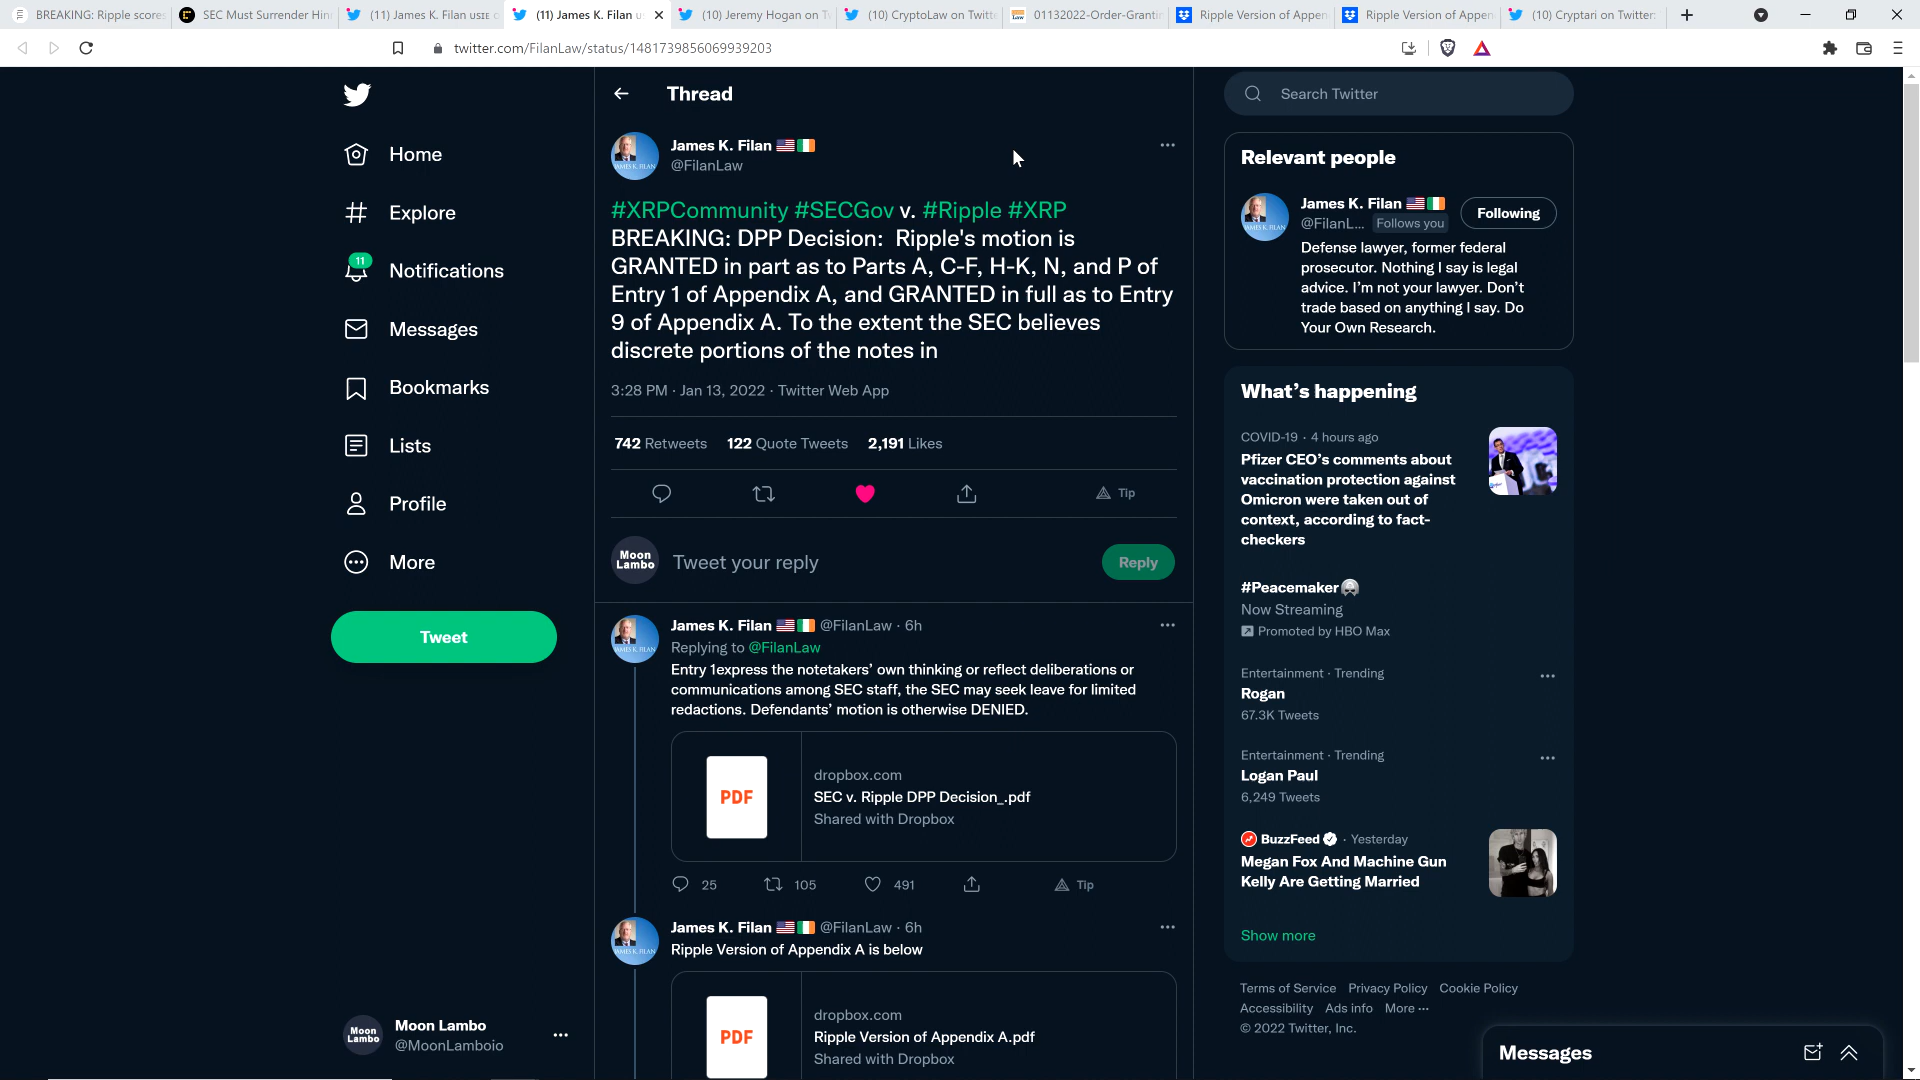 BREAKING: Ripple scores
SEC Must Surrender Hin
(11) James K. Filan
(11) James K. Filan
(10) Jeremy Hogan on T
(10) CryptoLaw on Twitt
01132022-Order-Granti
Ripple Version of Appen
Ripple Version of Appen
(10) Cryptari on Twitter:
twitter.com/FilanLaw/status/1481739856069939203
Home
Explore
11
Notifications
Messages
Bookmarks
Lists
Profile
More
Tweet
Moon Lambo
Moon Lambo
@MoonLamboio
Thread
James K. Filan
@FilanLaw
#XRPCommunity #SECGov v. #Ripple #XRP
BREAKING: DPP Decision: Ripple's motion is
GRANTED in part as to Parts A, C-F, H-K, N, and P of
Entry 1 of Appendix A, and GRANTED in full as to Entry
9 of Appendix A. To the extent the SEC believes
discrete portions of the notes in
3:28 PM · Jan 13, 2022 · Twitter Web App
742 Retweets 122 Quote Tweets 2,191 Likes
Tip
Moon Lambo
Tweet your reply
Reply
James K. Filan @FilanLaw · 6h
Replying to @FilanLaw
Entry 1express the notetakers’ own thinking or reflect deliberations or
communications among SEC staff, the SEC may seek leave for limited
redactions. Defendants’ motion is otherwise DENIED.
PDF
dropbox.com
SEC v. Ripple DPP Decision_.pdf
Shared with Dropbox
25 105 491 Tip
James K. Filan @FilanLaw · 6h
Ripple Version of Appendix A is below
PDF
dropbox.com
Ripple Version of Appendix A.pdf
Shared with Dropbox
Search Twitter
Relevant people
James K. Filan
@FilanL... Follows you
Following
Defense lawyer, former federal
prosecutor. Nothing I say is legal
advice. I’m not your lawyer. Don’t
trade based on anything I say. Do
Your Own Research.
What’s happening
COVID-19 · 4 hours ago
Pfizer CEO’s comments about
vaccination protection against
Omicron were taken out of
context, according to fact-
checkers
#Peacemaker
Now Streaming
Promoted by HBO Max
Entertainment · Trending
Rogan
67.3K Tweets
Entertainment · Trending
Logan Paul
6,249 Tweets
BuzzFeed · Yesterday
Megan Fox And Machine Gun
Kelly Are Getting Married
Show more
Terms of Service Privacy Policy Cookie Policy
Accessibility Ads info More ···
© 2022 Twitter, Inc.
Messages